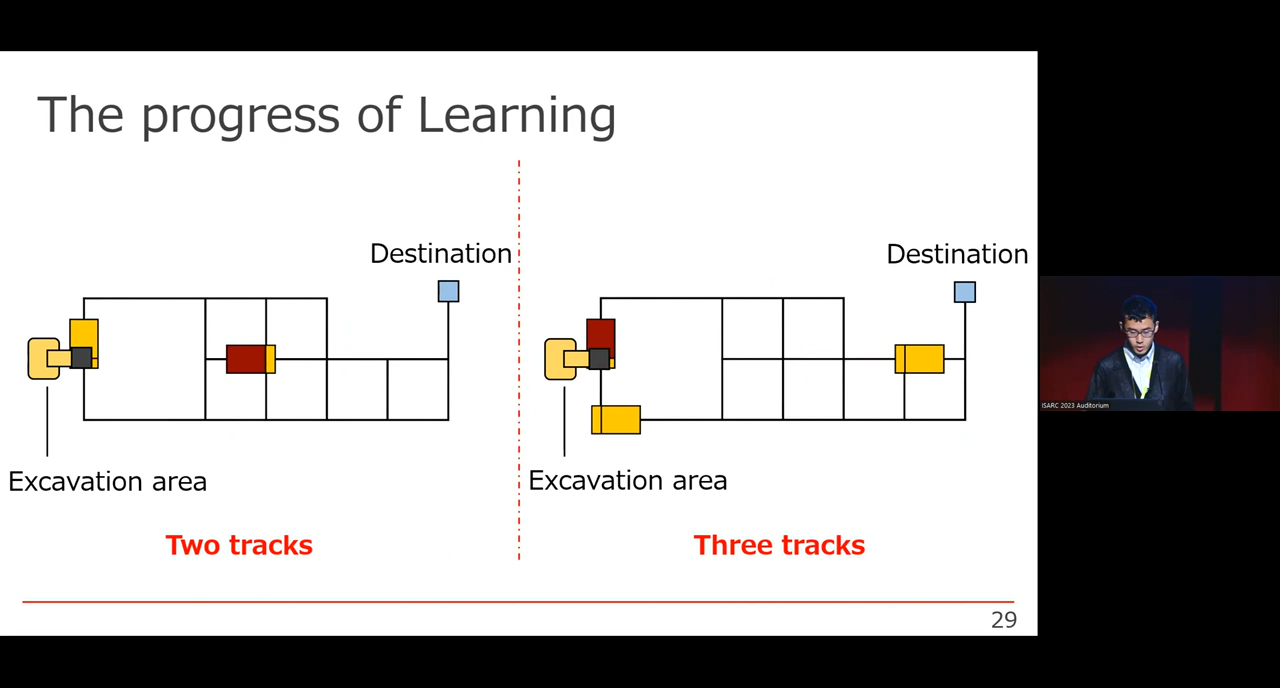 The progress of Learning
Destination
Excavation area
Two tracks
Destination
Excavation area
Three tracks
29
ISARC 2023 Auditorium